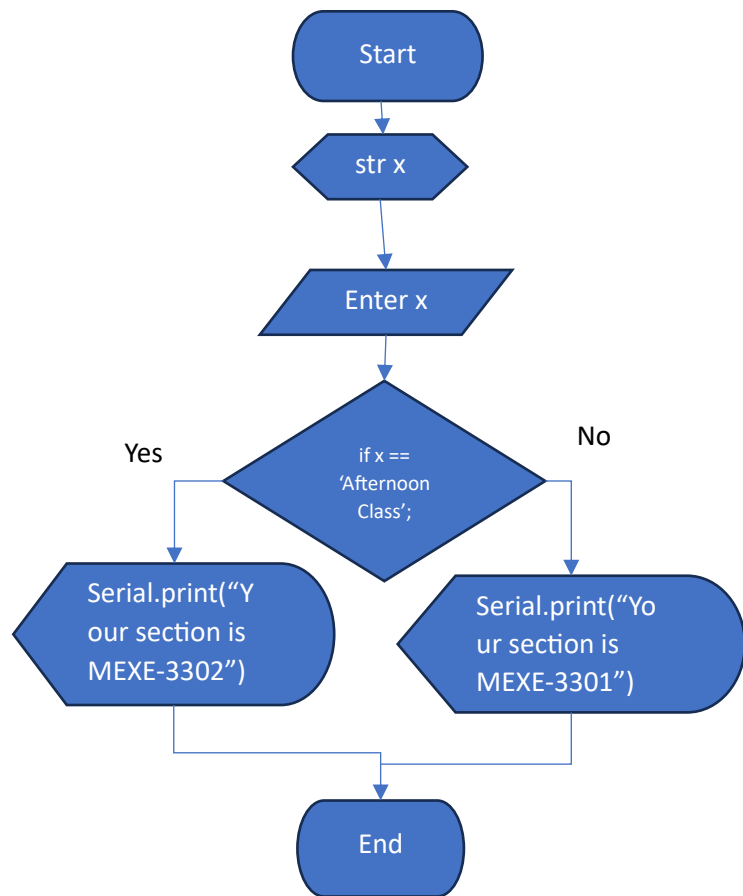 Start
str x
Enter x
Yes
No
if x ==
‘Afternoon
Class’;
Serial.print(“Y
our section is
MEXE-3302”)
Serial.print(“Yo
ur section is
MEXE-3301”)
End